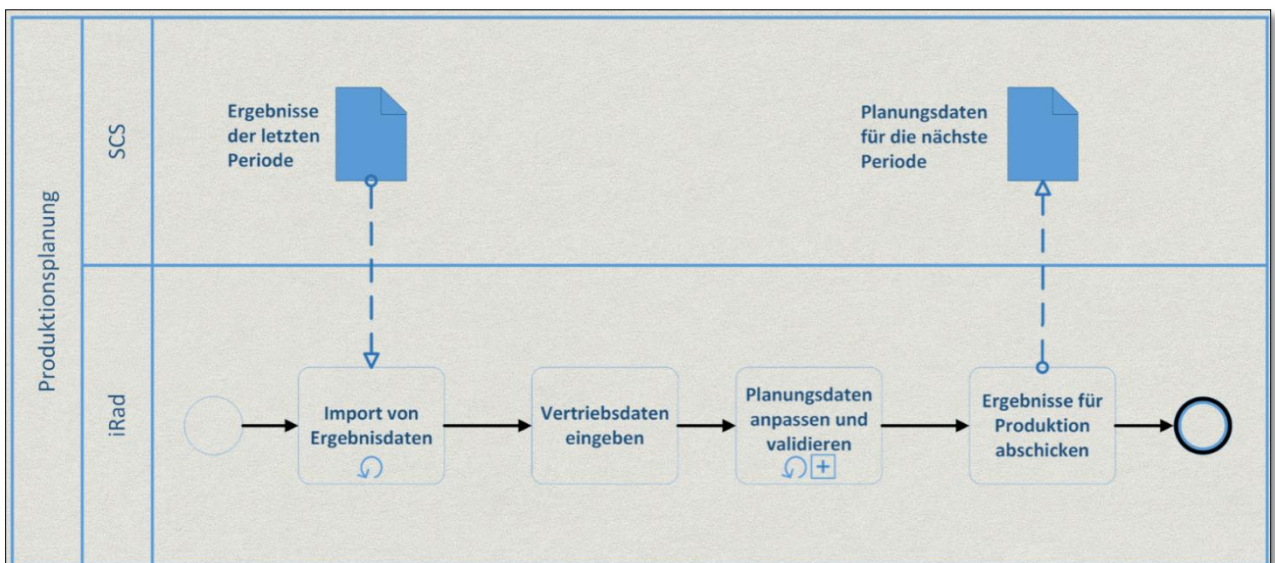 Produktionsplanung
SCS
Ergebnisse
der letzten
Periode
Planungsdaten
für die nächste
Periode
iRad
Import von
Ergebnisdaten
Vertriebsdaten
eingeben
Planungsdaten
anpassen und
validieren
Ergebnisse für
Produktion
abschicken